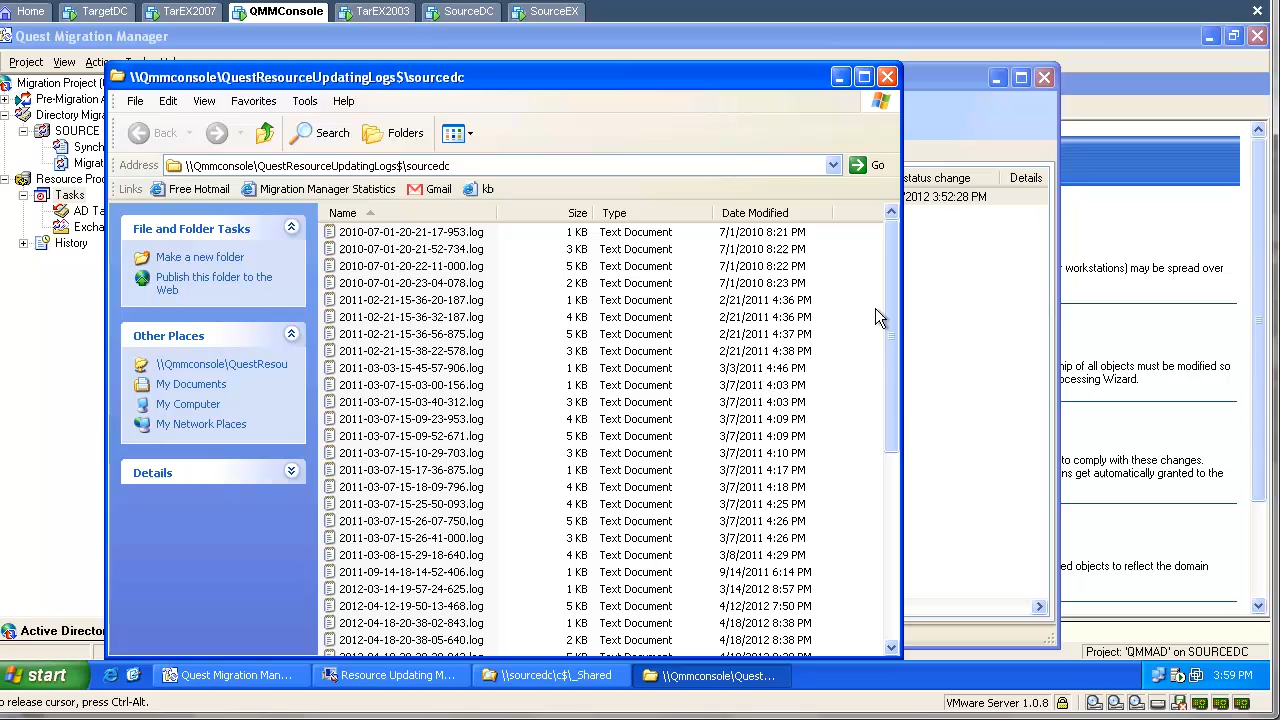 Home
TargetDC
TarEX2007
QMMConsole
TarEX2003
SourceDC
SourceEX
Quest Migration Manager
Project View
\\Qmmconsole\QuestResourceUpdatingLogs$\sourcedc
File Edit View Favorites Tools Help
Back Search Folders
Address \\Qmmconsole\QuestResourceUpdatingLogs$\sourcedc Go
Links Free Hotmail Migration Manager Statistics Gmail kb
Migration Project (
Pre-Migration A
Directory Migra
SOURCE
Synch
Migrat
Resource Proc
Tasks
AD Ta
Excha
History
Active Directo
File and Folder Tasks
Make a new folder
Publish this folder to the
Web
Other Places
\\Qmmconsole\QuestResou
My Documents
My Computer
My Network Places
Details
Name Size Type Date Modified
2010-07-01-20-21-17-953.log 1 KB Text Document 7/1/2010 8:21 PM
2010-07-01-20-21-52-734.log 3 KB Text Document 7/1/2010 8:22 PM
2010-07-01-20-22-11-000.log 5 KB Text Document 7/1/2010 8:22 PM
2010-07-01-20-23-04-078.log 2 KB Text Document 7/1/2010 8:23 PM
2011-02-21-15-36-20-187.log 1 KB Text Document 2/21/2011 4:36 PM
2011-02-21-15-36-32-187.log 4 KB Text Document 2/21/2011 4:36 PM
2011-02-21-15-36-56-875.log 5 KB Text Document 2/21/2011 4:37 PM
2011-02-21-15-38-22-578.log 3 KB Text Document 2/21/2011 4:38 PM
2011-03-03-15-45-57-906.log 1 KB Text Document 3/3/2011 4:46 PM
2011-03-07-15-03-00-156.log 1 KB Text Document 3/7/2011 4:03 PM
2011-03-07-15-03-40-312.log 3 KB Text Document 3/7/2011 4:03 PM
2011-03-07-15-09-23-953.log 4 KB Text Document 3/7/2011 4:09 PM
2011-03-07-15-09-52-671.log 5 KB Text Document 3/7/2011 4:09 PM
2011-03-07-15-10-29-703.log 3 KB Text Document 3/7/2011 4:10 PM
2011-03-07-15-17-36-875.log 1 KB Text Document 3/7/2011 4:17 PM
2011-03-07-15-18-09-796.log 4 KB Text Document 3/7/2011 4:18 PM
2011-03-07-15-25-50-093.log 4 KB Text Document 3/7/2011 4:25 PM
2011-03-07-15-26-07-750.log 5 KB Text Document 3/7/2011 4:26 PM
2011-03-07-15-26-41-000.log 3 KB Text Document 3/7/2011 4:26 PM
2011-03-08-15-29-18-640.log 4 KB Text Document 3/8/2011 4:29 PM
2011-09-14-18-14-52-406.log 1 KB Text Document 9/14/2011 6:14 PM
2012-03-14-19-57-24-625.log 1 KB Text Document 3/14/2012 8:57 PM
2012-04-12-19-50-13-468.log 5 KB Text Document 4/12/2012 7:50 PM
2012-04-18-20-38-02-843.log 1 KB Text Document 4/18/2012 8:38 PM
2012-04-18-20-38-05-640.log 2 KB Text Document 4/18/2012 8:38 PM
status change Details
/2012 3:52:28 PM
workstations) may be spread over
hip of all objects must be modified so
ocessing Wizard.
to comply with these changes.
ns get automatically granted to the
ed objects to reflect the domain
Project: 'QMMAD' on SOURCEDC
start Quest Migration Man... Resource Updating M... \\sourcedc\c$\_Shared \\Qmmconsole\Quest... 3:59 PM
o release cursor, press Ctrl-Alt. VMware Server 1.0.8